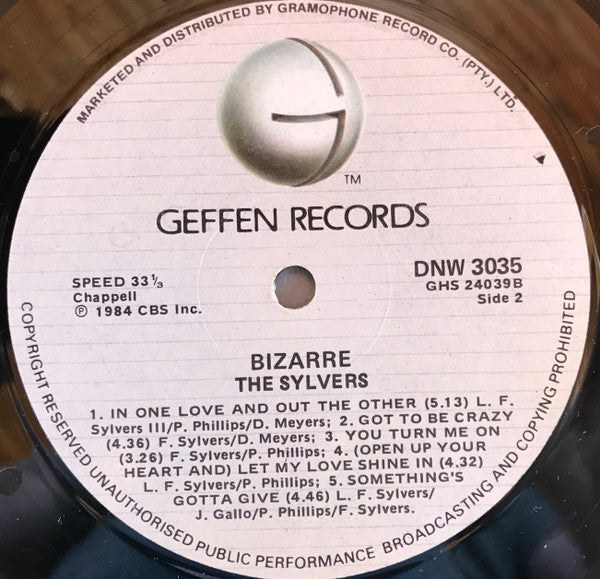 MARKETED AND DISTRIBUTED BY GRAMOPHONE RECORD CO. (PTY.) LTD.
G
TM
GEFFEN RECORDS
SPEED 33⅓
Chappell
℗ 1984 CBS Inc.
DNW 3035
GHS 24039B
Side 2
BIZARRE
THE SYLVERS
1. IN ONE LOVE AND OUT THE OTHER (5.13) L. F.
Sylvers III/P. Phillips/D. Meyers; 2. GOT TO BE CRAZY
(4.36) F. Sylvers/D. Meyers; 3. YOU TURN ME ON
(3.26) F. Sylvers/P. Phillips; 4. (OPEN UP YOUR
HEART AND) LET MY LOVE SHINE IN (4.32)
L. F. Sylvers/P. Phillips; 5. SOMETHING'S
GOTTA GIVE (4.46) L. F. Sylvers/
J. Gallo/P. Phillips/F. Sylvers.
COPYRIGHT RESERVED UNAUTHORISED PUBLIC PERFORMANCE BROADCASTING AND COPYING PROHIBITED